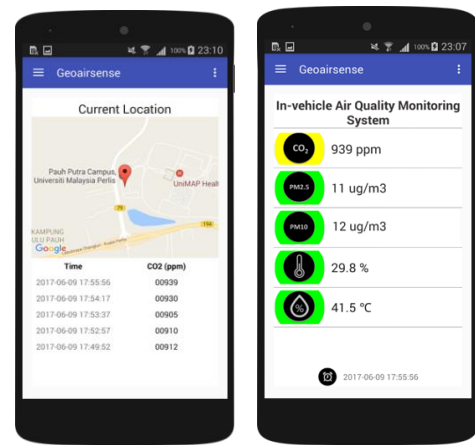 100% 23:10
Geoairsense
Current Location
Pauh Putra Campus,
Universiti Malaysia Perlis
UniMAP Heal
79
KAMPUNG
ULU PAUH
Google
Time CO2 (ppm)
2017-06-09 17:55:56 00939
2017-06-09 17:54:17 00930
2017-06-09 17:53:37 00905
2017-06-09 17:52:57 00910
2017-06-09 17:49:52 00912
100% 23:07
Geoairsense
In-vehicle Air Quality Monitoring
System
CO2 939 ppm
PM2.5 11 ug/m3
PM10 12 ug/m3
29.8 %
% 41.5 °C
2017-06-09 17:55:56